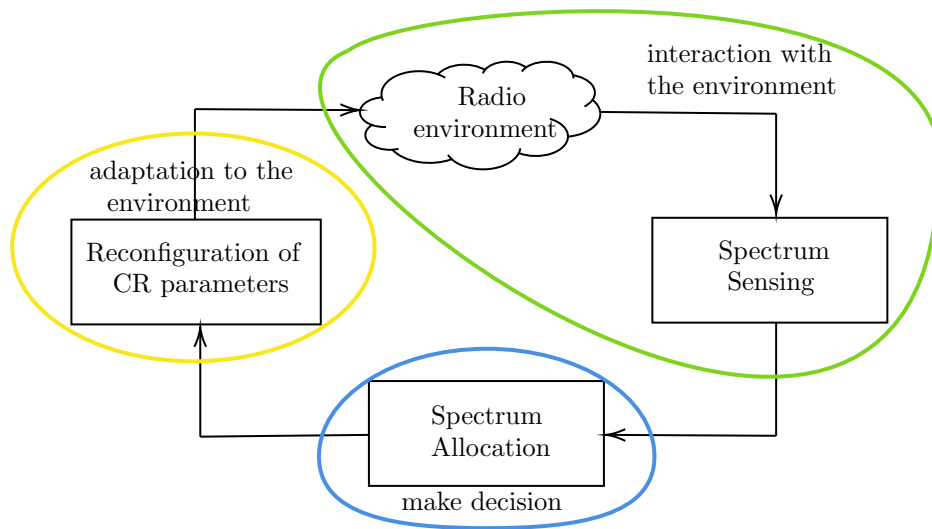 interaction with
the environment
Radio
environment
adaptation to the
environment
Reconfiguration of
CR parameters
Spectrum
Sensing
Spectrum
Allocation
make decision